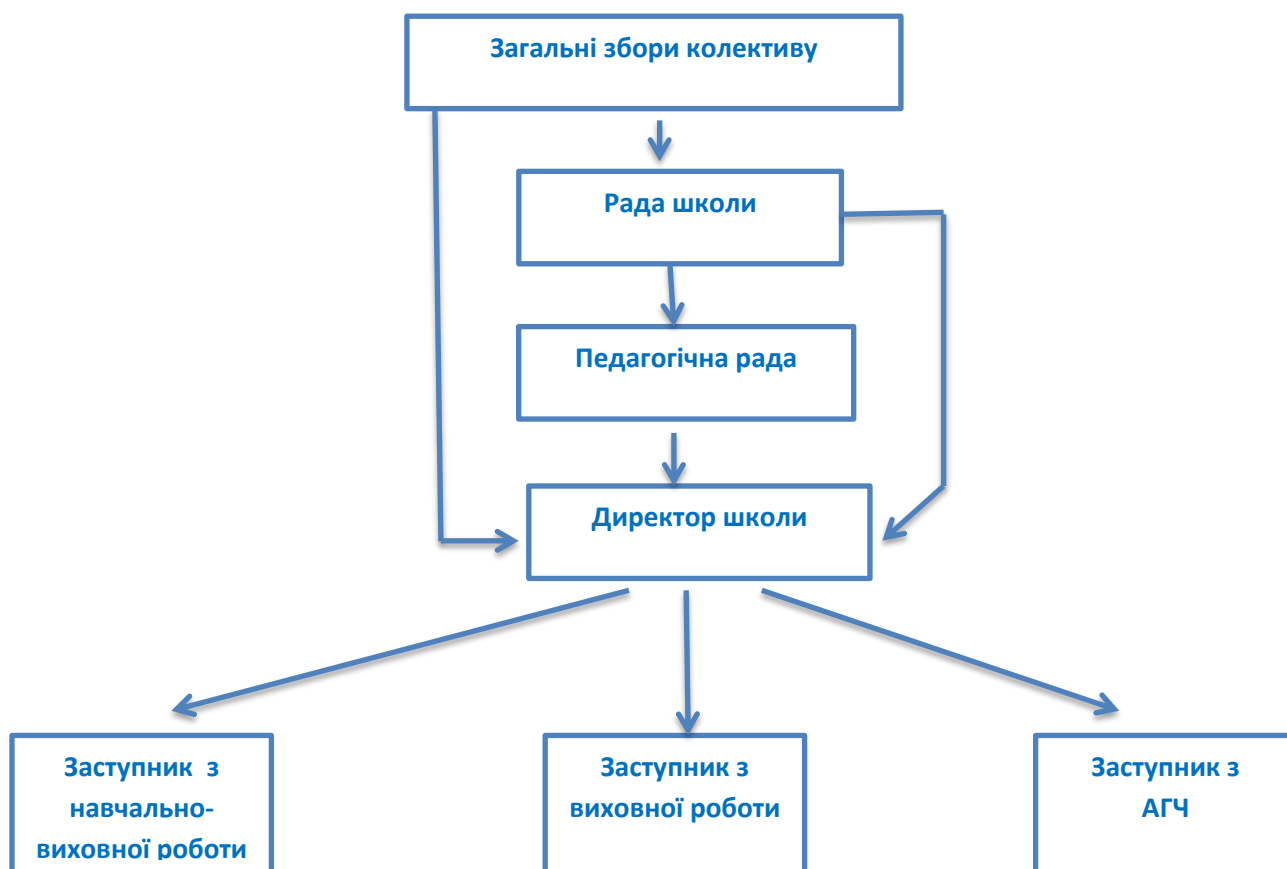 Загальні збори колективу
Рада школи
Педагогічна рада
Директор школи
Заступник з
навчально-
виховної роботи
Заступник з
виховної роботи
Заступник з
АГЧ